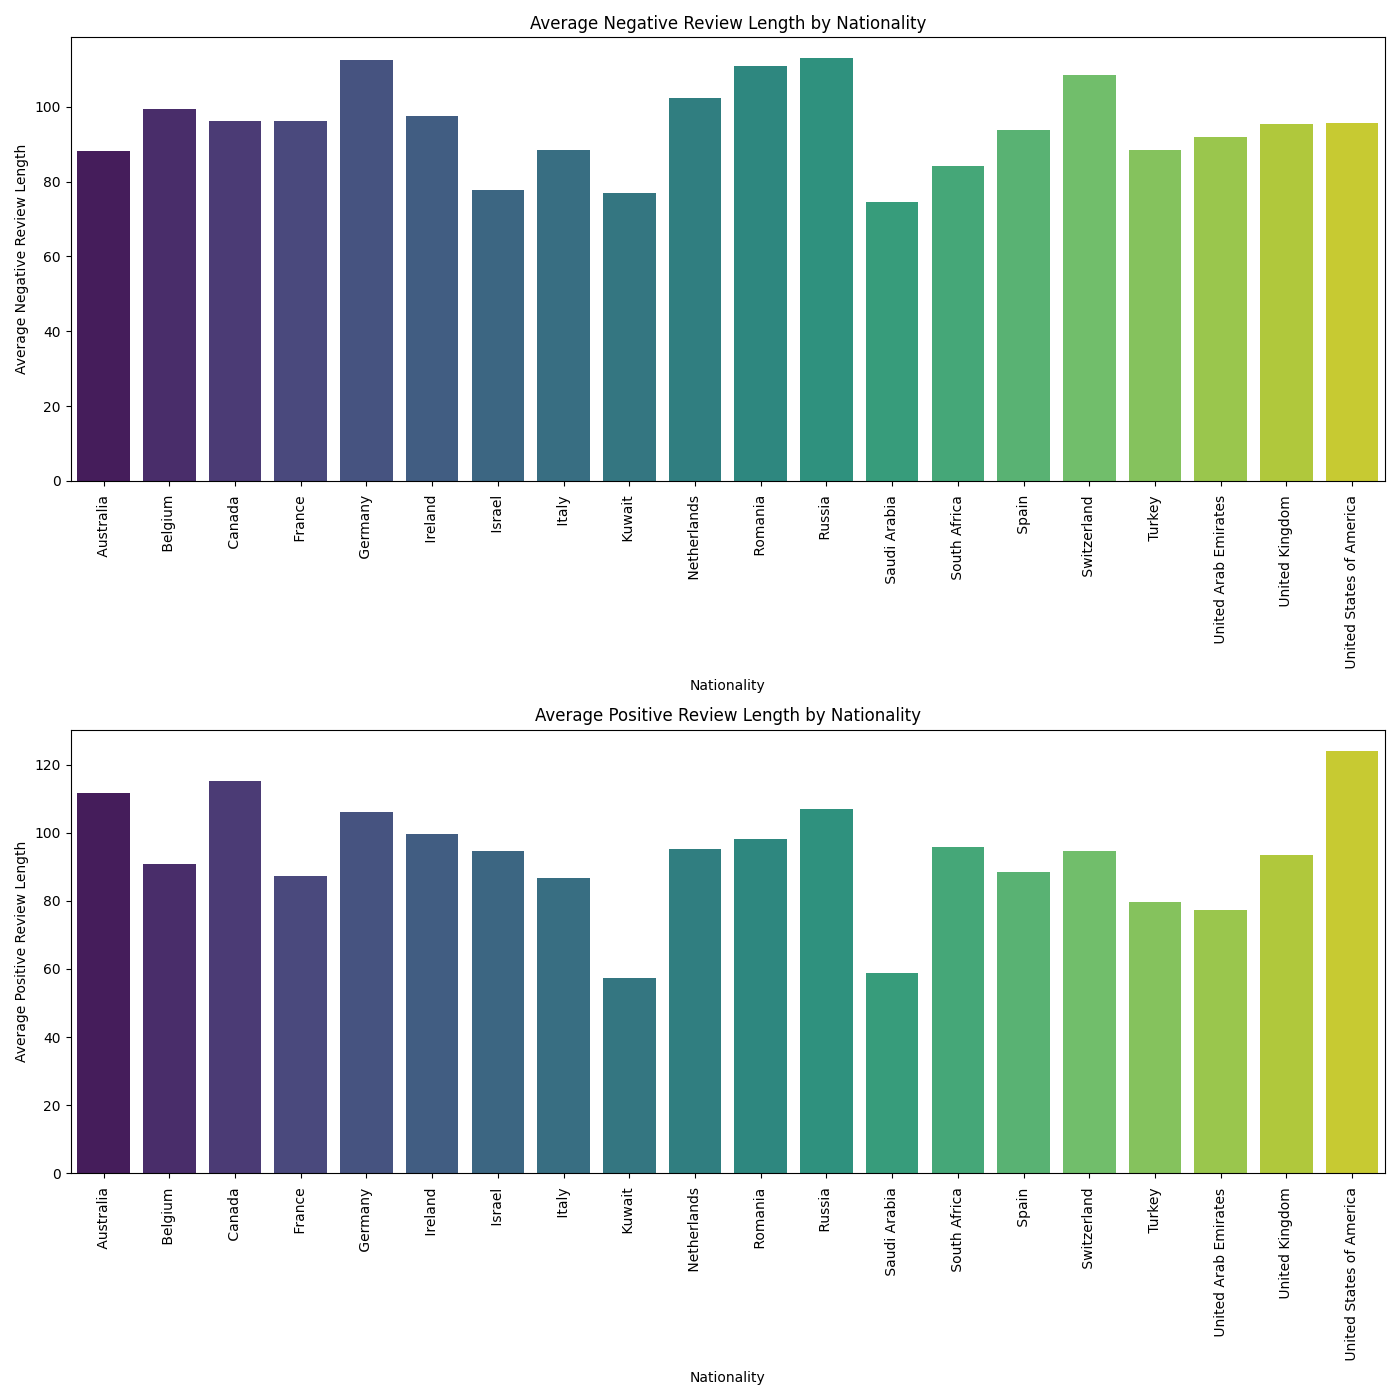 Average Negative Review Length by Nationality
Average Negative Review Length
100
80
60
40
20
0
Australia
Belgium
Canada
France
Germany
Ireland
Israel
Italy
Kuwait
Netherlands
Romania
Russia
Saudi Arabia
South Africa
Spain
Switzerland
Turkey
United Arab Emirates
United Kingdom
United States of America
Nationality
Average Positive Review Length by Nationality
Average Positive Review Length
120
100
80
60
40
20
0
Australia
Belgium
Canada
France
Germany
Ireland
Israel
Italy
Kuwait
Netherlands
Romania
Russia
Saudi Arabia
South Africa
Spain
Switzerland
Turkey
United Arab Emirates
United Kingdom
United States of America
Nationality